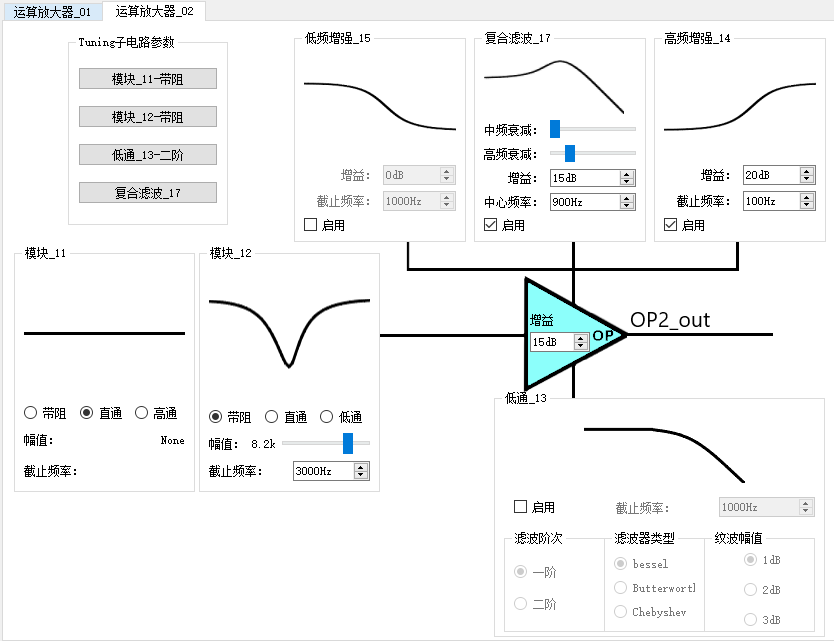 运算放大器_01
运算放大器_02
Tuning子电路参数
模块_11-带阻
模块_12-带阻
低通_13-二阶
复合滤波_17
低频增强_15
增益: 0dB
截止频率: 1000Hz
启用
复合滤波_17
中频衰减:
高频衰减:
增益: 15dB
中心频率: 900Hz
启用
高频增强_14
增益: 20dB
截止频率: 100Hz
启用
模块_11
带阻 直通 高通
幅值: None
截止频率:
模块_12
带阻 直通 低通
幅值: 8.2k
截止频率: 3000Hz
增益
15dB
OP
OP2_out
低通_13
启用 截止频率: 1000Hz
滤波阶次
一阶
二阶
滤波器类型
bessel
Butterwortl
Chebyshev
纹波幅值
1dB
2dB
3dB